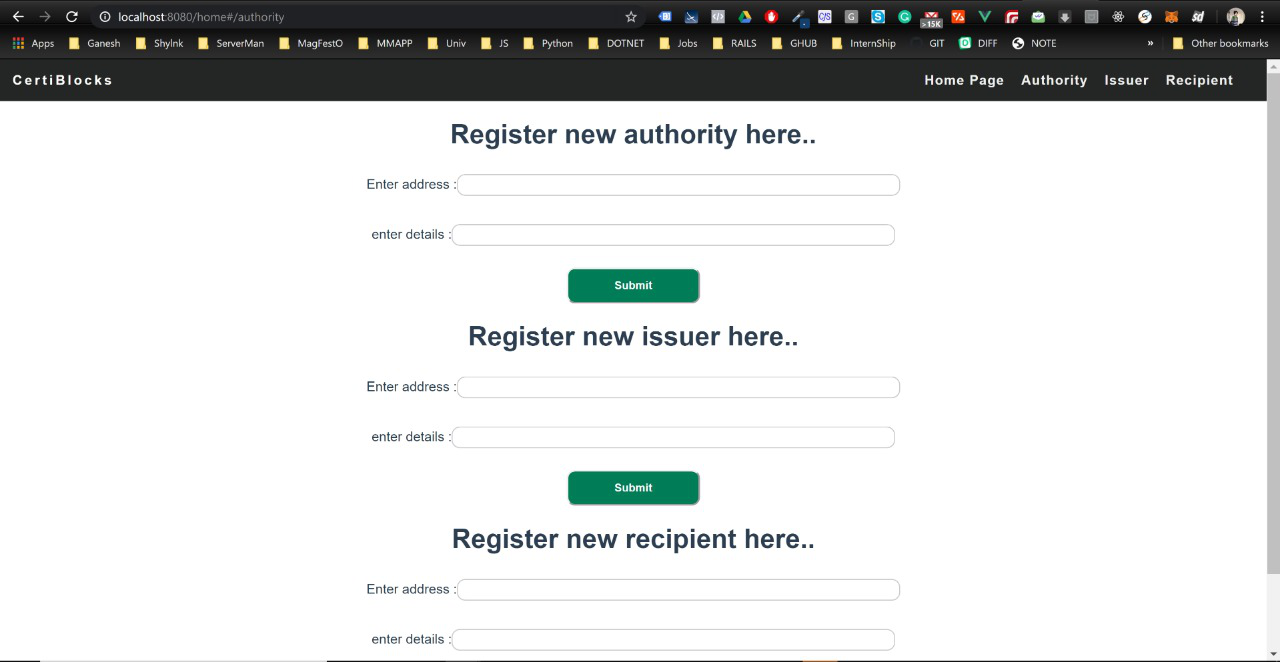 localhost:8080/home#/authority
>15K
Apps Ganesh Shylnk ServerMan MagFestO MMAPP Univ JS Python DOTNET Jobs RAILS GHUB InternShip GIT DIFF NOTE » Other bookmarks
CertiBlocks Home Page Authority Issuer Recipient
Register new authority here..
Enter address :
enter details :
Submit
Register new issuer here..
Enter address :
enter details :
Submit
Register new recipient here..
Enter address :
enter details :